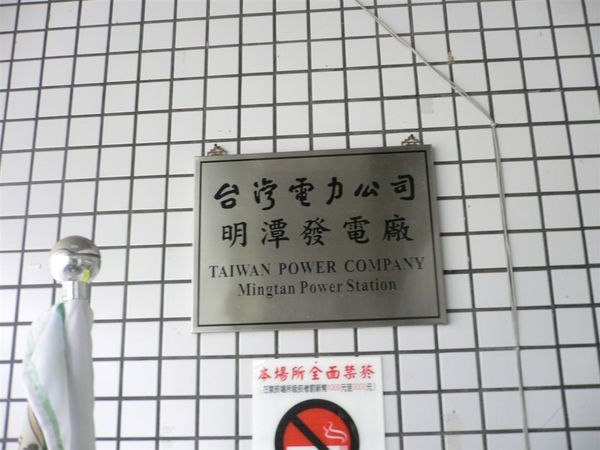 台灣電力公司
明潭發電廠
TAIWAN POWER COMPANY
Mingtan Power Station
本場所全面禁菸